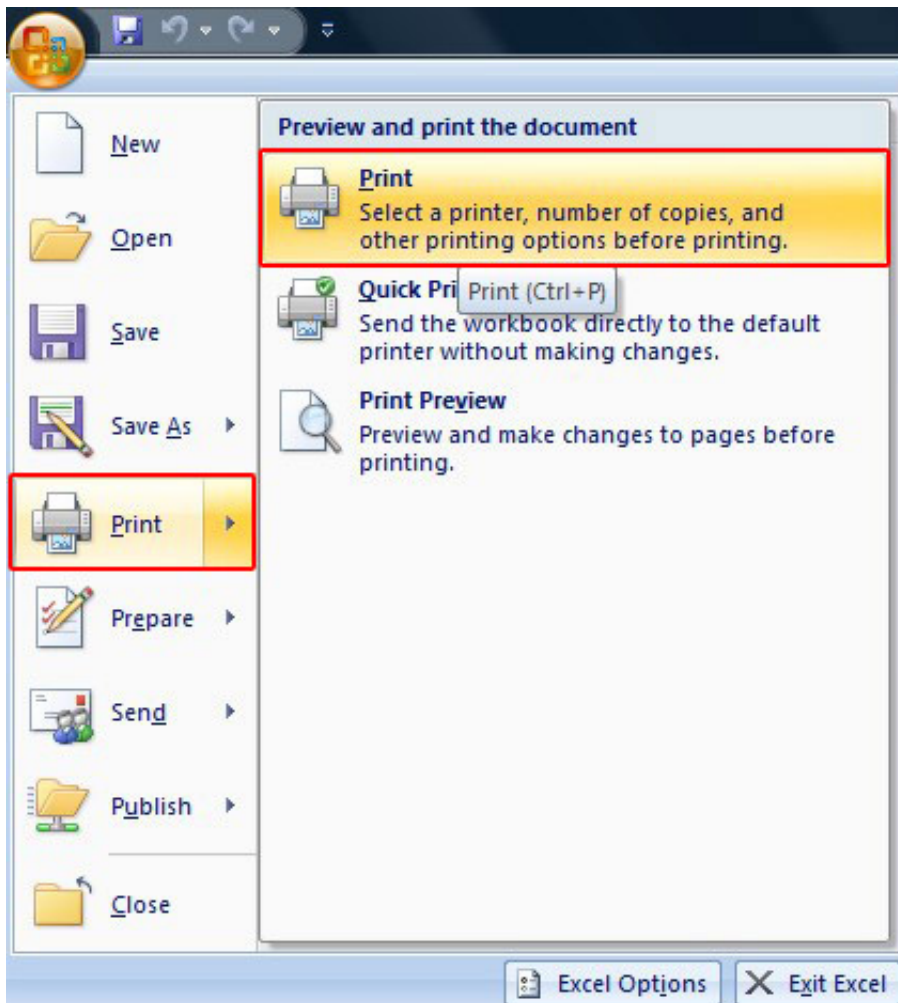 New
Open
Save
Save As
Print
Prepare
Send
Publish
Close
Preview and print the document
Print
Select a printer, number of copies, and
other printing options before printing.
Quick Pri
Print (Ctrl+P)
Send the workbook directly to the default
printer without making changes.
Print Preview
Preview and make changes to pages before
printing.
Excel Options
Exit Excel